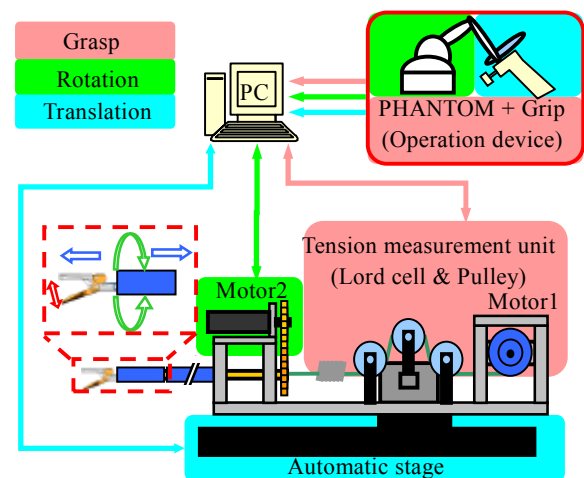 Grasp
Rotation
Translation
PC
PHANTOM + Grip
(Operation device)
Tension measurement unit
(Lord cell & Pulley)
Motor2
Motor1
Automatic stage